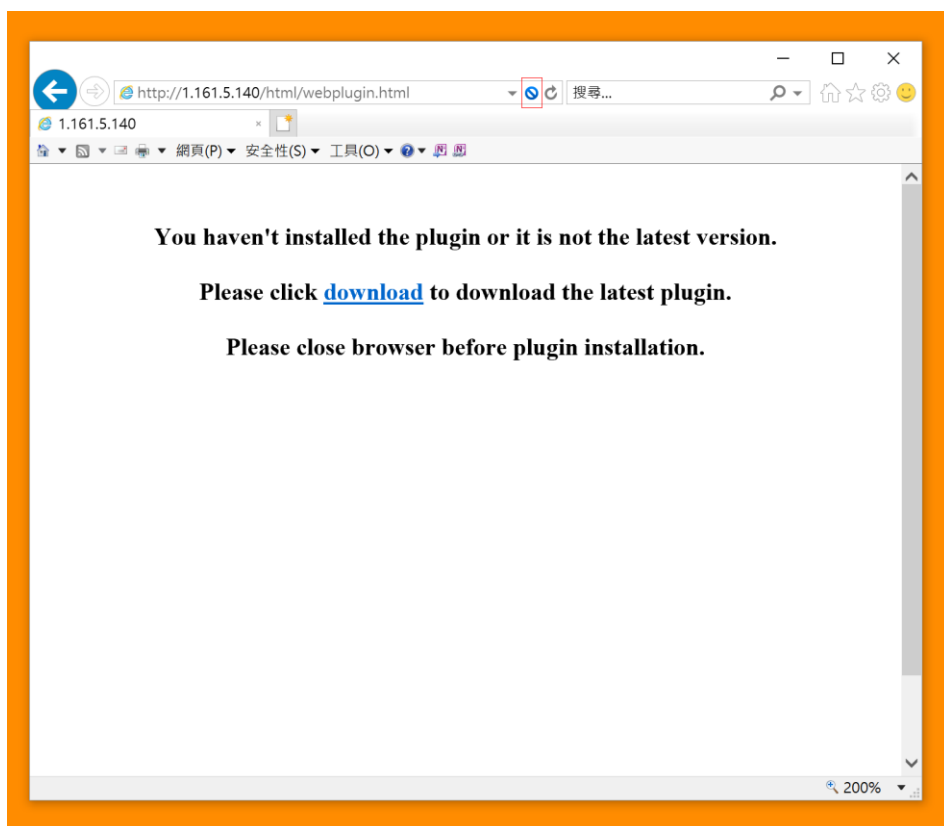 http://1.161.5.140/html/webplugin.html 搜尋...
1.161.5.140
網頁(P) 安全性(S) 工具(O)
You haven't installed the plugin or it is not the latest version.
Please click download to download the latest plugin.
Please close browser before plugin installation.
200%